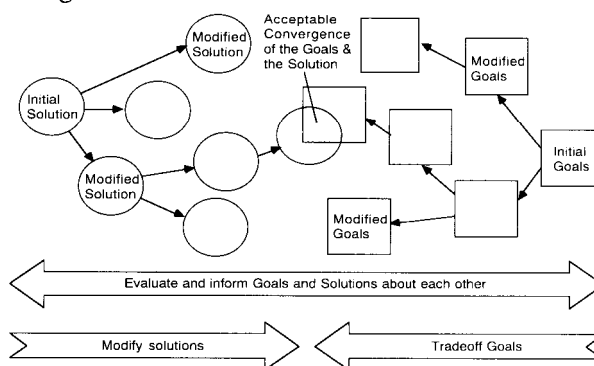 Modified
Solution
Acceptable
Convergence
of the Goals &
the Solution
Modified
Goals
Initial
Solution
Initial
Goals
Modified
Solution
Modified
Goals
Evaluate and inform Goals and Solutions about each other
Modify solutions
Tradeoff Goals